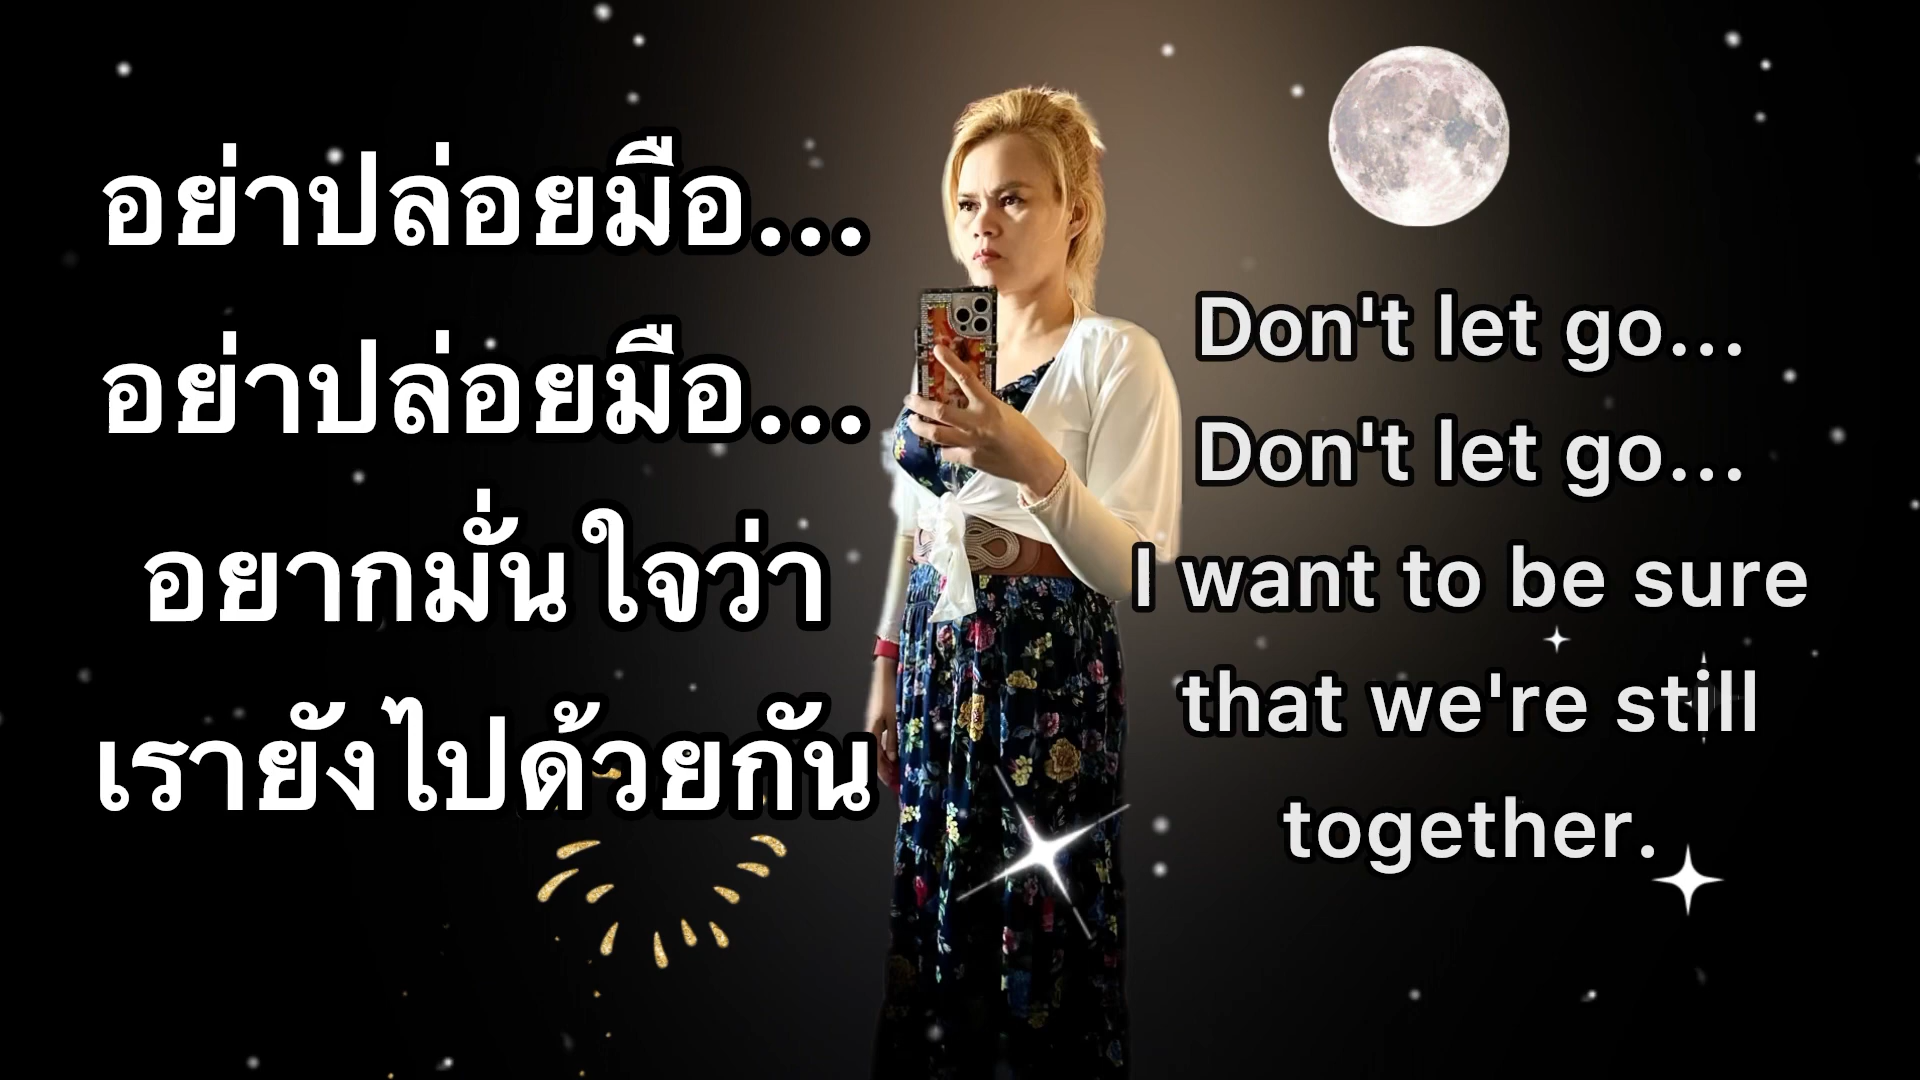 อย่าปล่อยมือ...
อย่าปล่อยมือ...
อยากมั่นใจว่า
เรายังไปด้วยกัน
Don't let go...
Don't let go...
I want to be sure
that we're still
together.